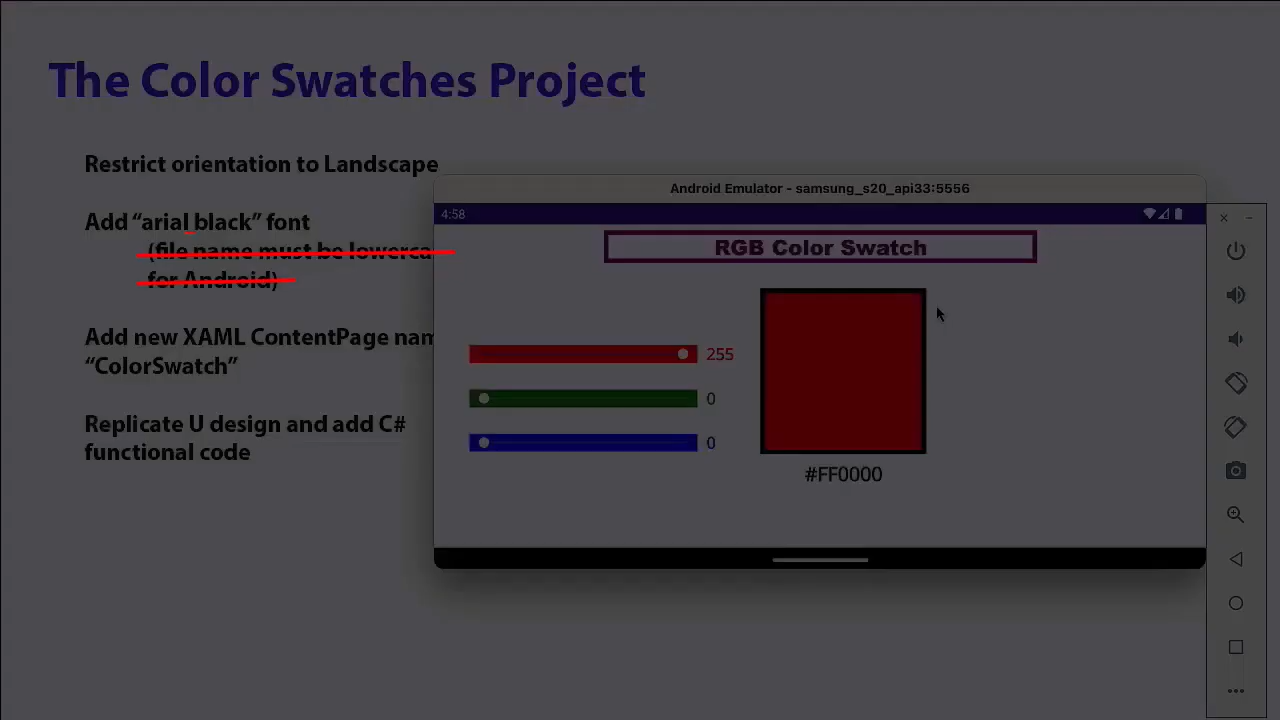 The Color Swatches Project
Restrict orientation to Landscape
Add “arial black” font
(file name must be lowerca
for Android)
Add new XAML ContentPage nam
“ColorSwatch”
Replicate U design and add C#
functional code
Android Emulator - samsung_s20_api33:5556
4:58
RGB Color Swatch
255
0
0
#FF0000